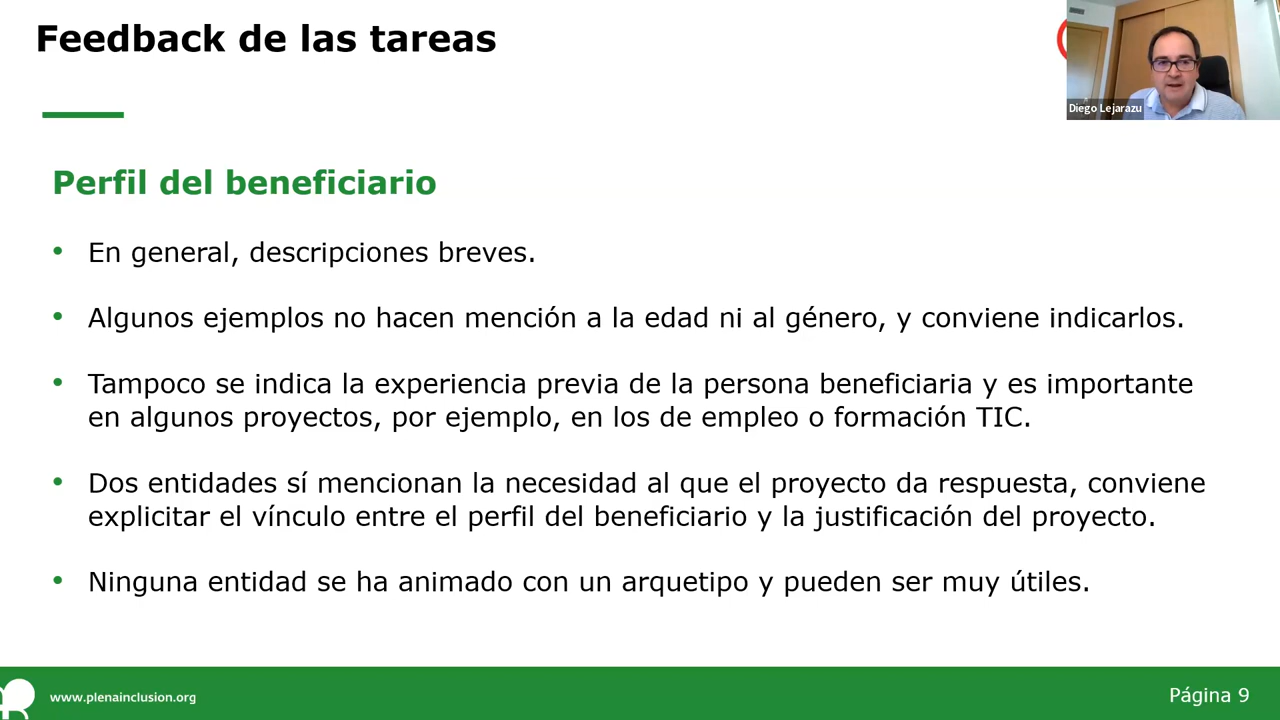 Feedback de las tareas
Diego Lejarazu
Perfil del beneficiario
• En general, descripciones breves.
• Algunos ejemplos no hacen mención a la edad ni al género, y conviene indicarlos.
• Tampoco se indica la experiencia previa de la persona beneficiaria y es importante
en algunos proyectos, por ejemplo, en los de empleo o formación TIC.
• Dos entidades sí mencionan la necesidad al que el proyecto da respuesta, conviene
explicitar el vínculo entre el perfil del beneficiario y la justificación del proyecto.
• Ninguna entidad se ha animado con un arquetipo y pueden ser muy útiles.
www.plenainclusion.org
Página 9